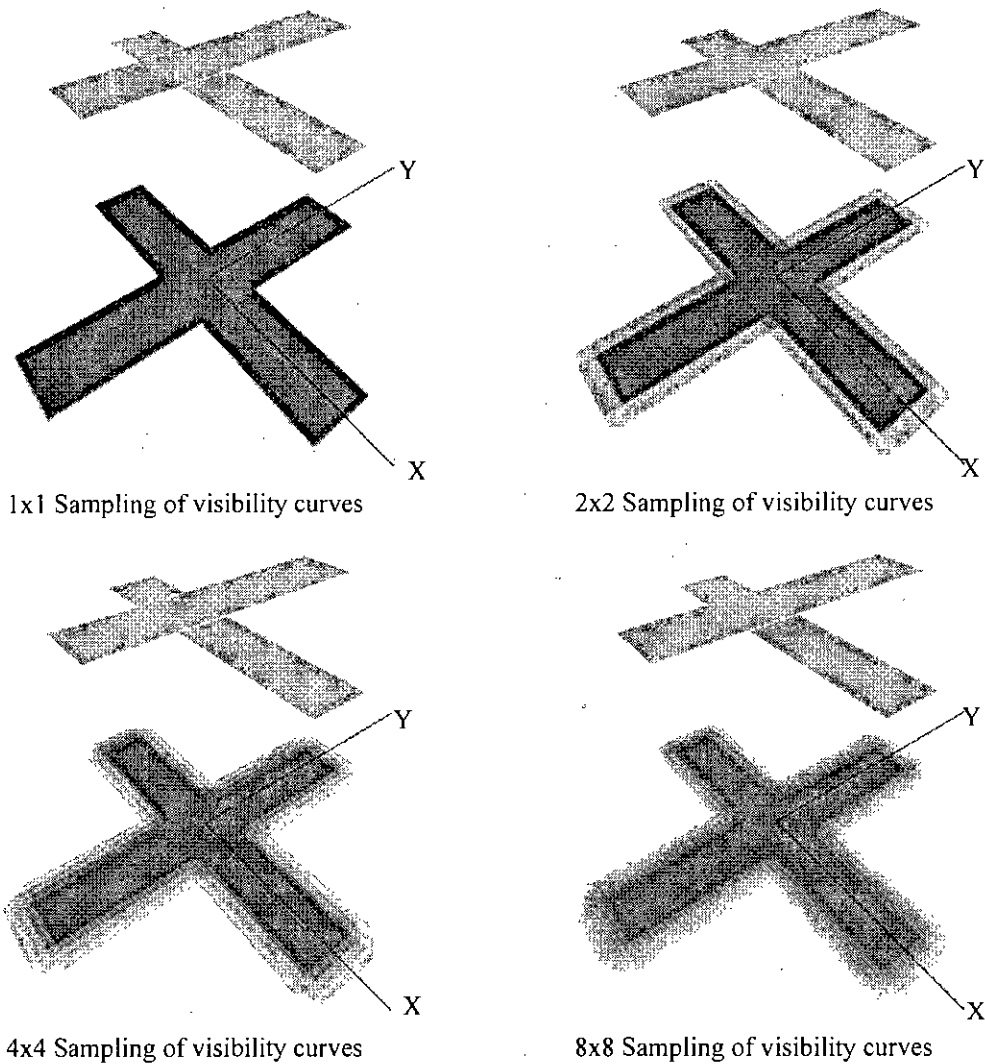 Y
Y
X
X
1x1 Sampling of visibility curves
2x2 Sampling of visibility curves
Y
Y
X
X
4x4 Sampling of visibility curves
8x8 Sampling of visibility curves